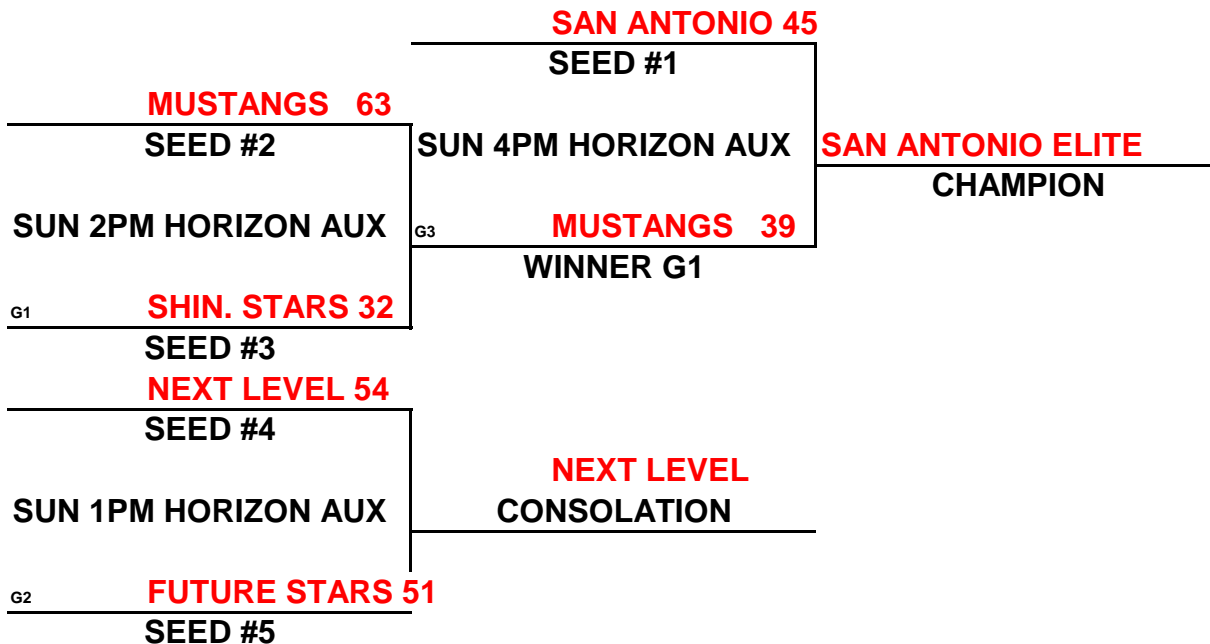 SAN ANTONIO 45
SEED #1
MUSTANGS 63
SEED #2
SUN 4PM HORIZON AUX
SAN ANTONIO ELITE
CHAMPION
SUN 2PM HORIZON AUX
G3 MUSTANGS 39
WINNER G1
G1 SHIN. STARS 32
SEED #3
NEXT LEVEL 54
SEED #4
NEXT LEVEL
SUN 1PM HORIZON AUX
CONSOLATION
G2 FUTURE STARS 51
SEED #5